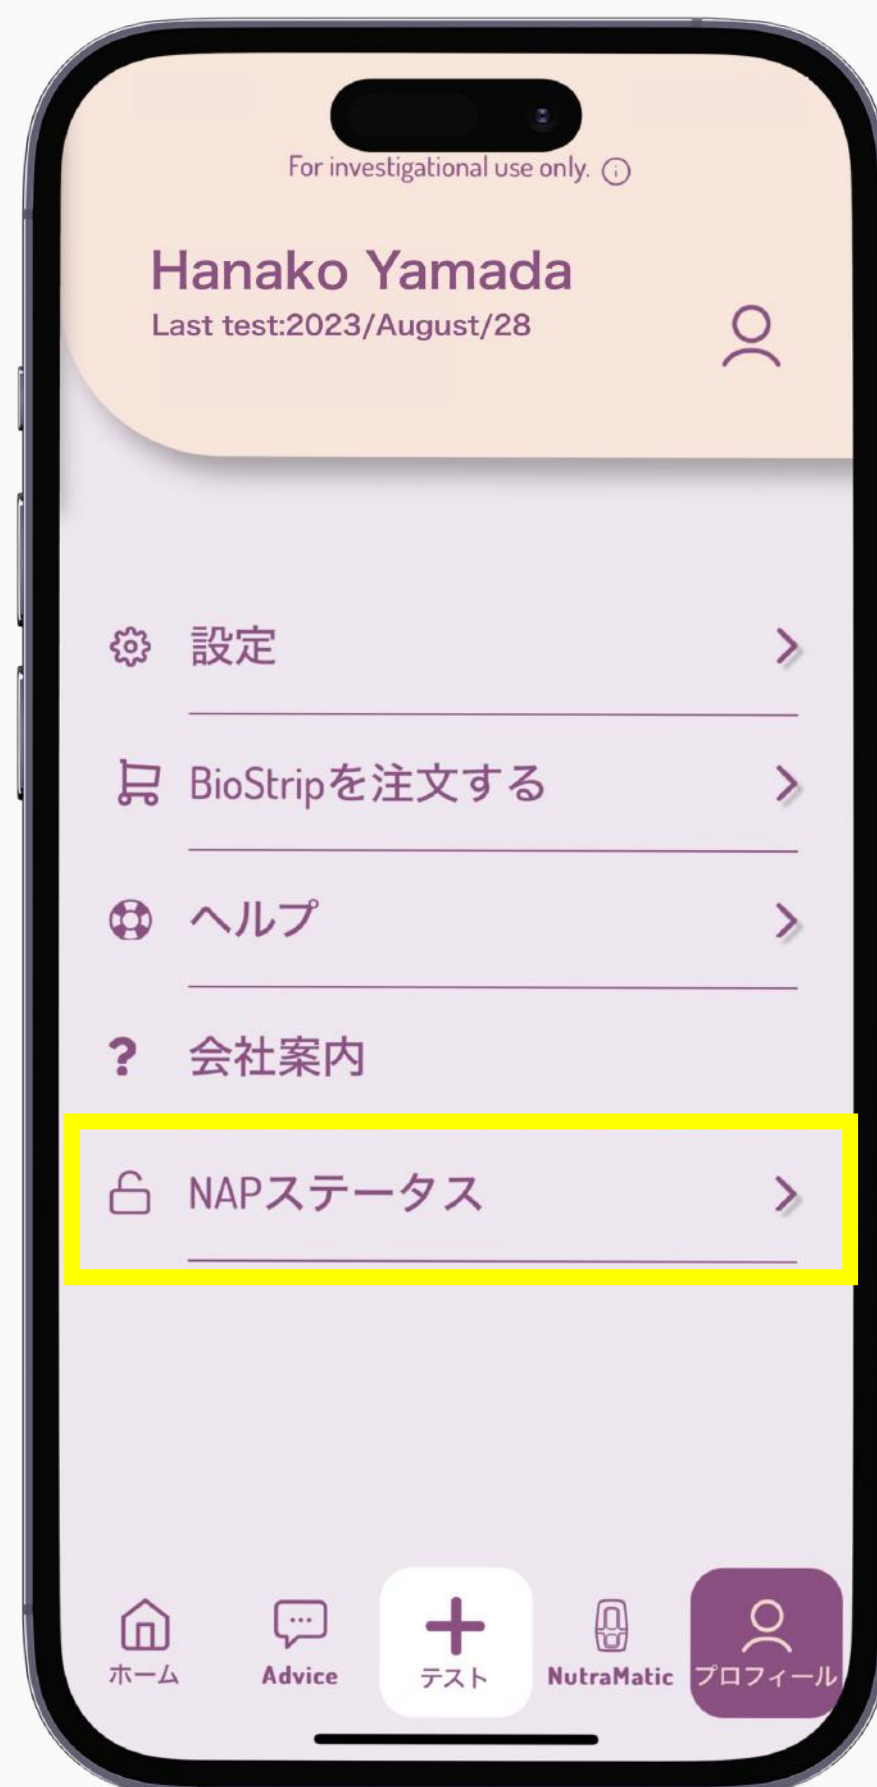 For investigational use only.
Hanako Yamada
Last test:2023/August/28
設定
BioStripを注文する
ヘルプ
会社案内
NAPステータス
ホーム
Advice
テスト
NutraMatic
プロフィール